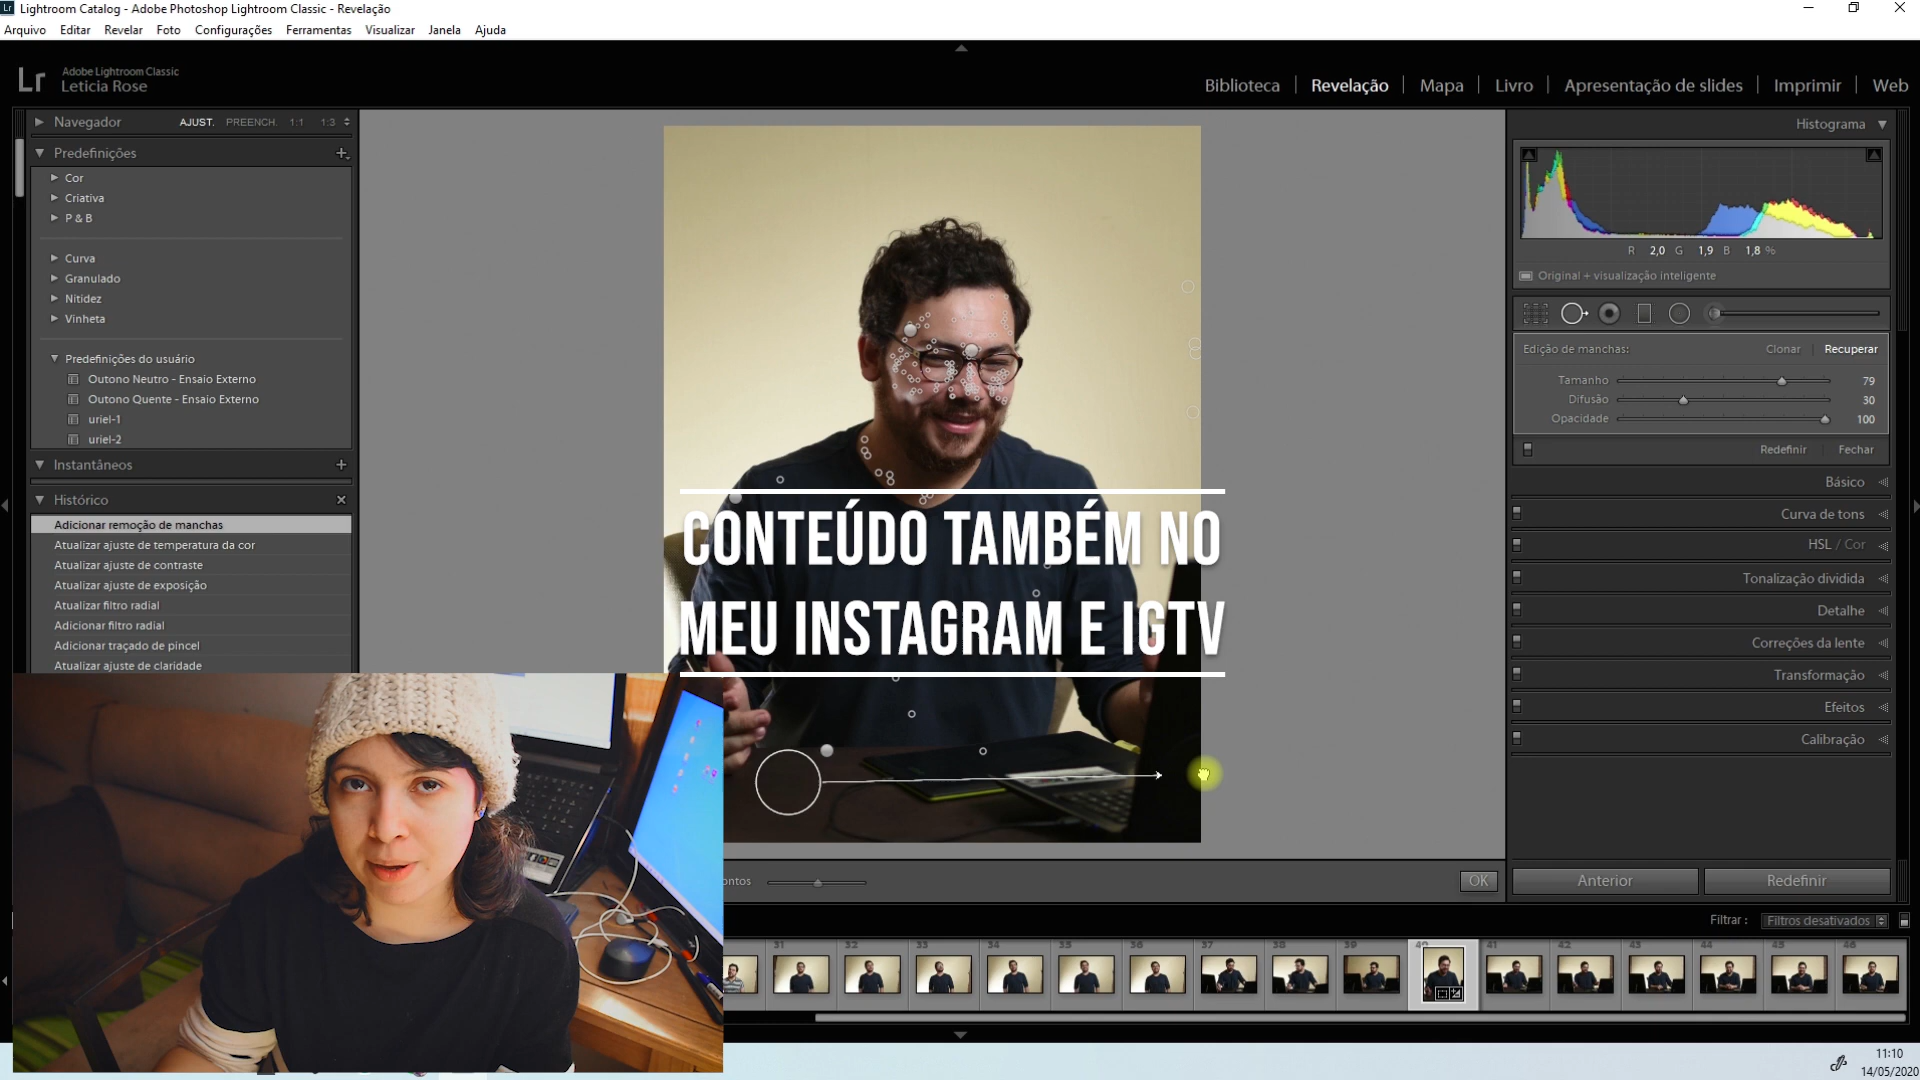 Lr Lightroom Catalog - Adobe Photoshop Lightroom Classic - Revelação
Arquivo Editar Revelar Foto Configurações Ferramentas Visualizar Janela Ajuda
Lr
Adobe Lightroom Classic
Leticia Rose
Biblioteca | Revelação | Mapa | Livro | Apresentação de slides | Imprimir | Web
Navegador AJUST. PREENCH. 1:1 1:3
Predefinições
Cor
Criativa
P & B
Curva
Granulado
Nitidez
Vinheta
Predefinições do usuário
Outono Neutro - Ensaio Externo
Outono Quente - Ensaio Externo
uriel-1
uriel-2
Instantâneos
Histórico
Adicionar remoção de manchas
Atualizar ajuste de temperatura da cor
Atualizar ajuste de contraste
Atualizar ajuste de exposição
Atualizar filtro radial
Adicionar filtro radial
Adicionar traçado de pincel
Atualizar ajuste de claridade
CONTEÚDO TAMBÉM NO
MEU INSTAGRAM E IGTV
ontos
OK
Histograma
R 2,0 G 1,9 B 1,8 %
Original + visualização inteligente
Edição de manchas: Clonar | Recuperar
Tamanho 79
Difusão 30
Opacidade 100
Redefinir Fechar
Básico
Curva de tons
HSL / Cor
Tonalização dividida
Detalhe
Correções da lente
Transformação
Efeitos
Calibração
Anterior Redefinir
Filtrar : Filtros desativados
31 32 33 34 35 36 37 38 39 40 41 42 43 44 45 46
11:10
14/05/2020